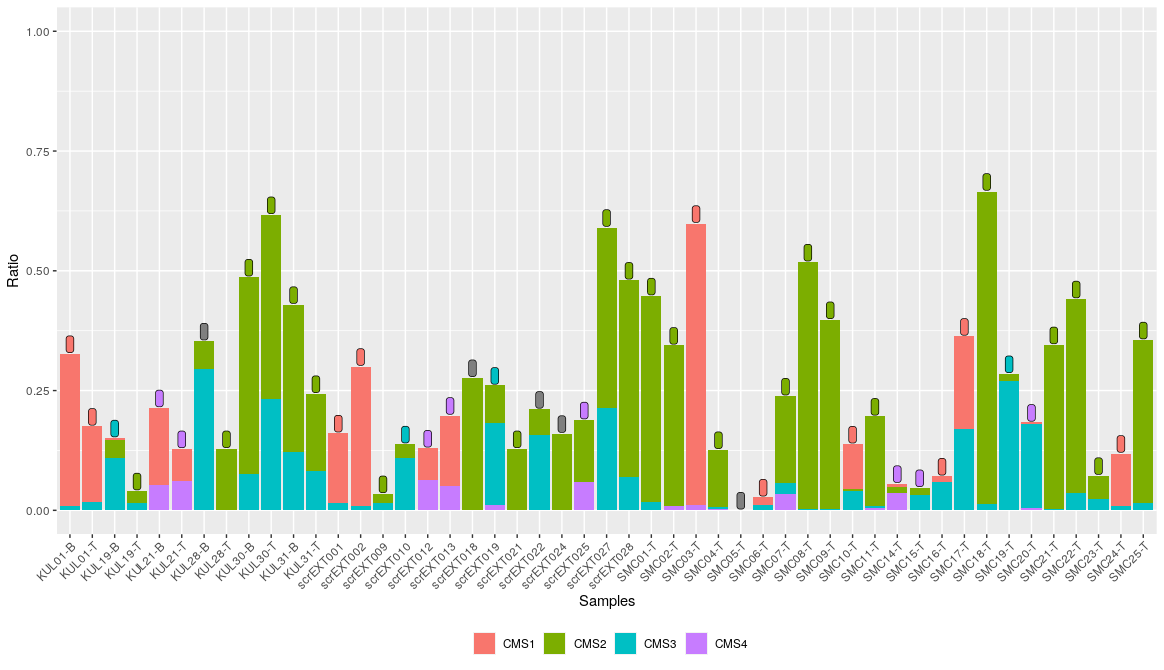 1.00
0.75
0.50
0.25
0.00
Ratio
KUL01-B
KUL01-T
KUL19-B
KUL19-T
KUL21-B
KUL21-T
KUL28-B
KUL28-T
KUL30-B
KUL30-T
KUL31-B
KUL31-T
scrEXT001
scrEXT002
scrEXT009
scrEXT010
scrEXT012
scrEXT013
scrEXT018
scrEXT019
scrEXT021
scrEXT022
scrEXT024
scrEXT025
scrEXT027
scrEXT028
SMC01-T
SMC02-T
SMC03-T
SMC04-T
SMC05-T
SMC06-T
SMC07-T
SMC08-T
SMC09-T
SMC10-T
SMC11-T
SMC14-T
SMC15-T
SMC16-T
SMC17-T
SMC18-T
SMC19-T
SMC20-T
SMC21-T
SMC22-T
SMC23-T
SMC24-T
SMC25-T
Samples
CMS1 CMS2 CMS3 CMS4